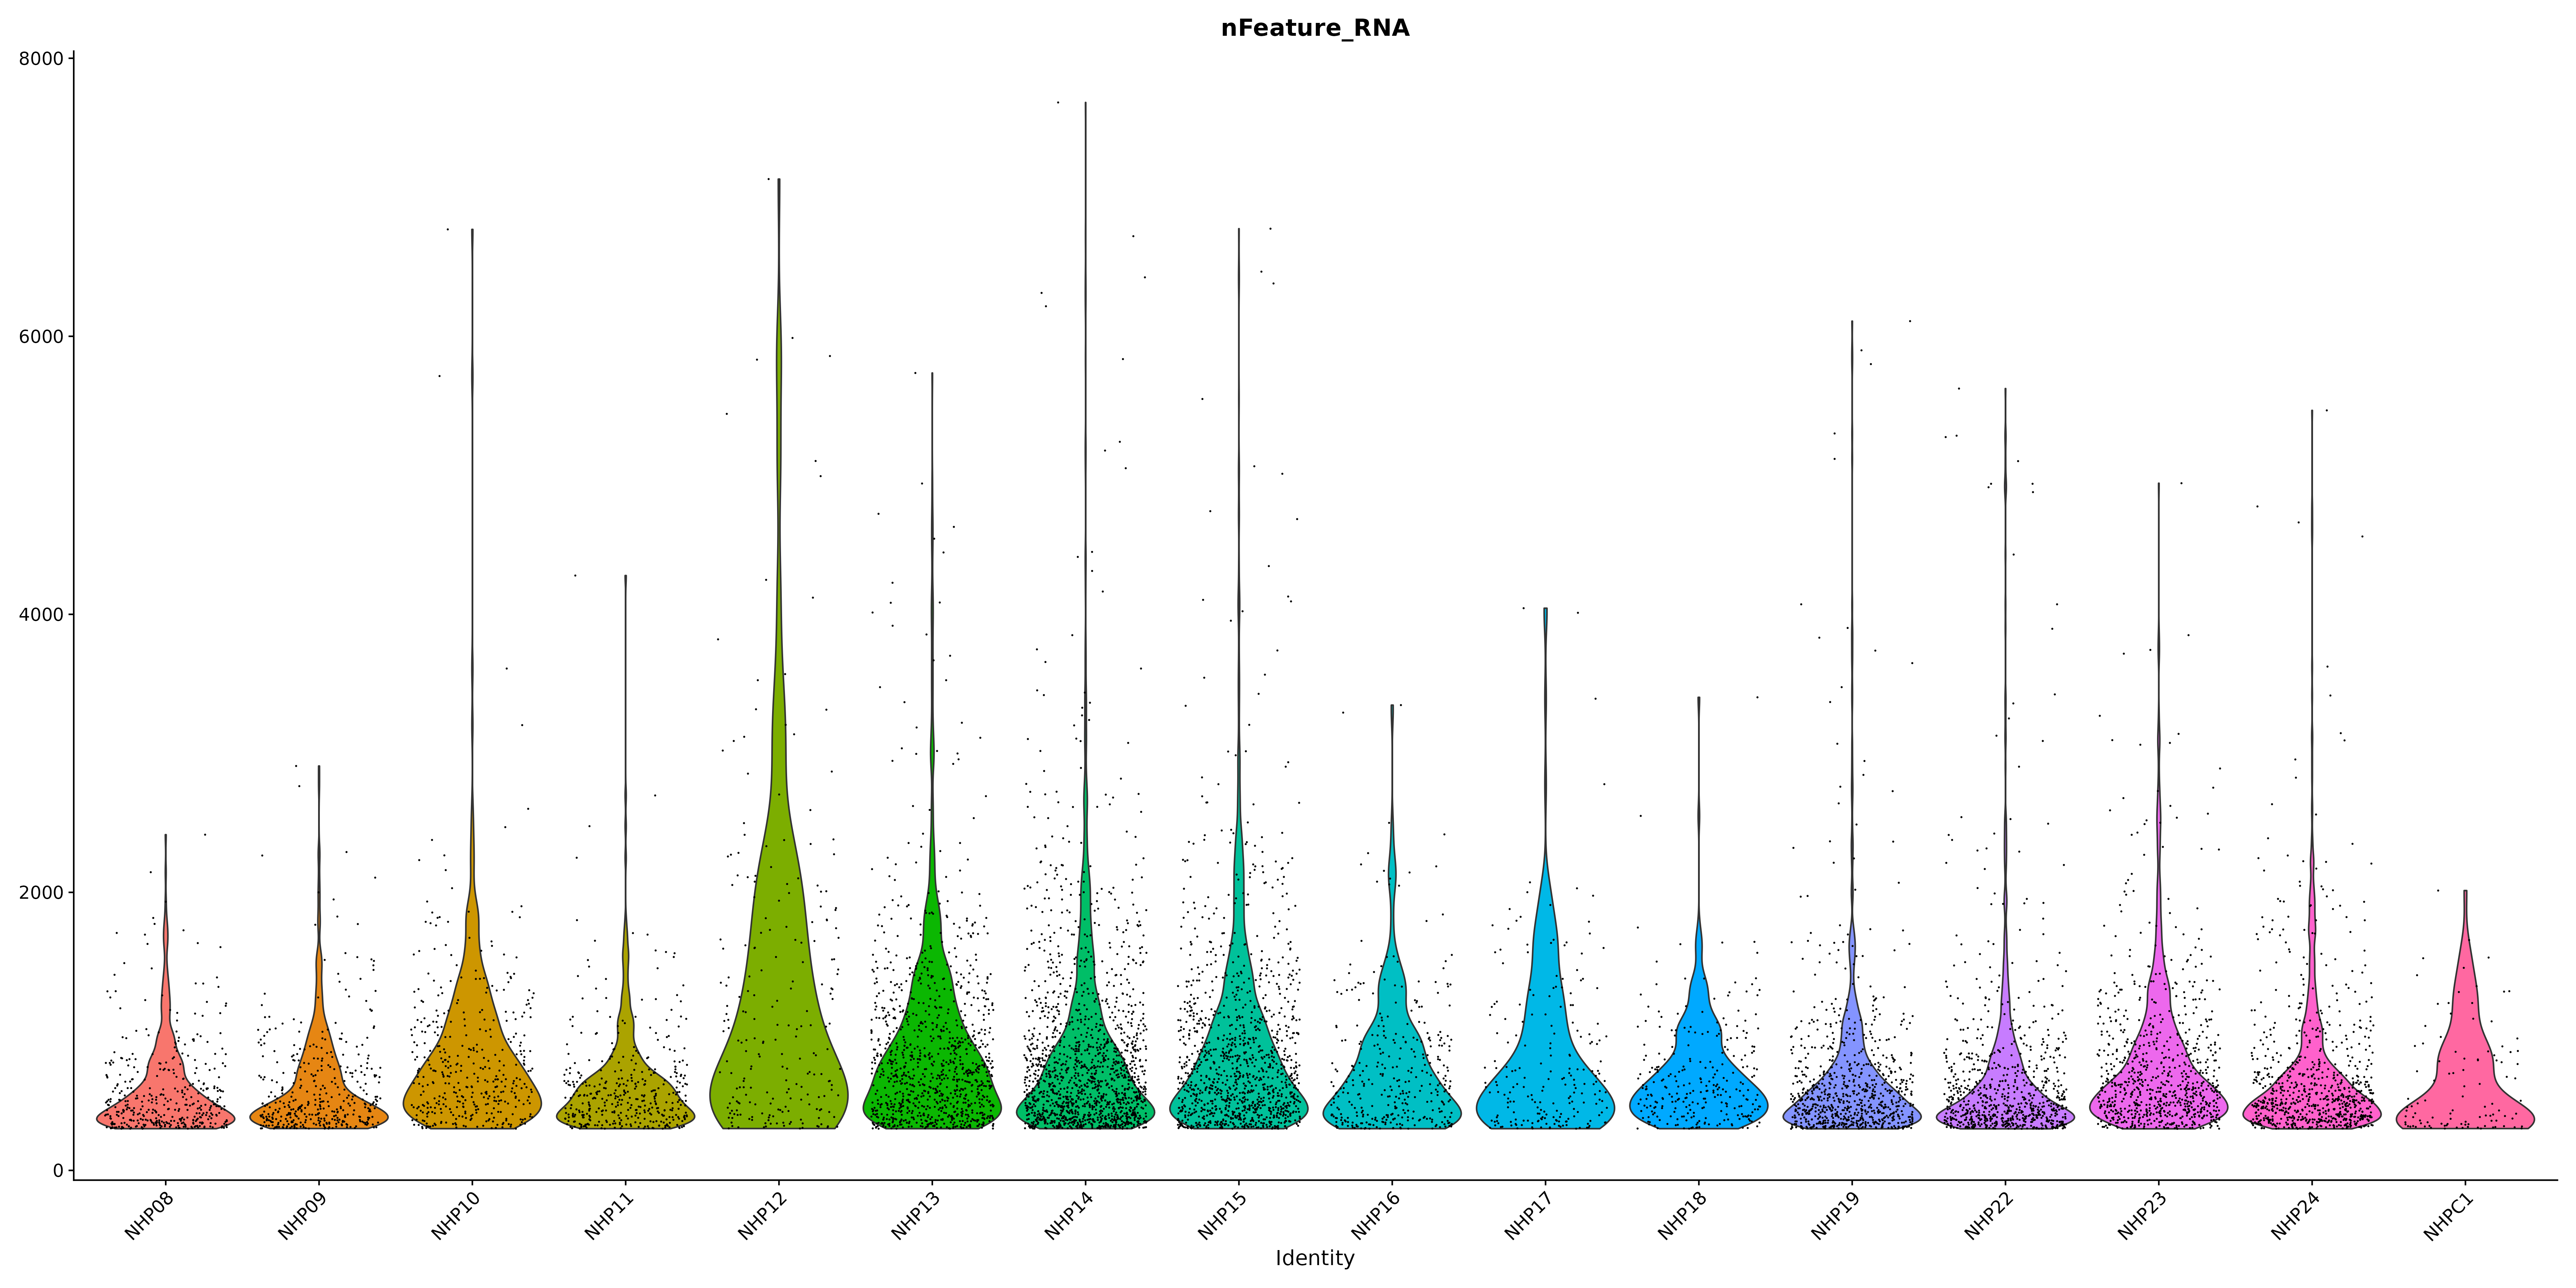 nFeature_RNA
8000
6000
4000
2000
0
NHP08 NHP09 NHP10 NHP11 NHP12 NHP13 NHP14 NHP15 NHP16 NHP17 NHP18 NHP19 NHP22 NHP23 NHP24 NHPC1
Identity